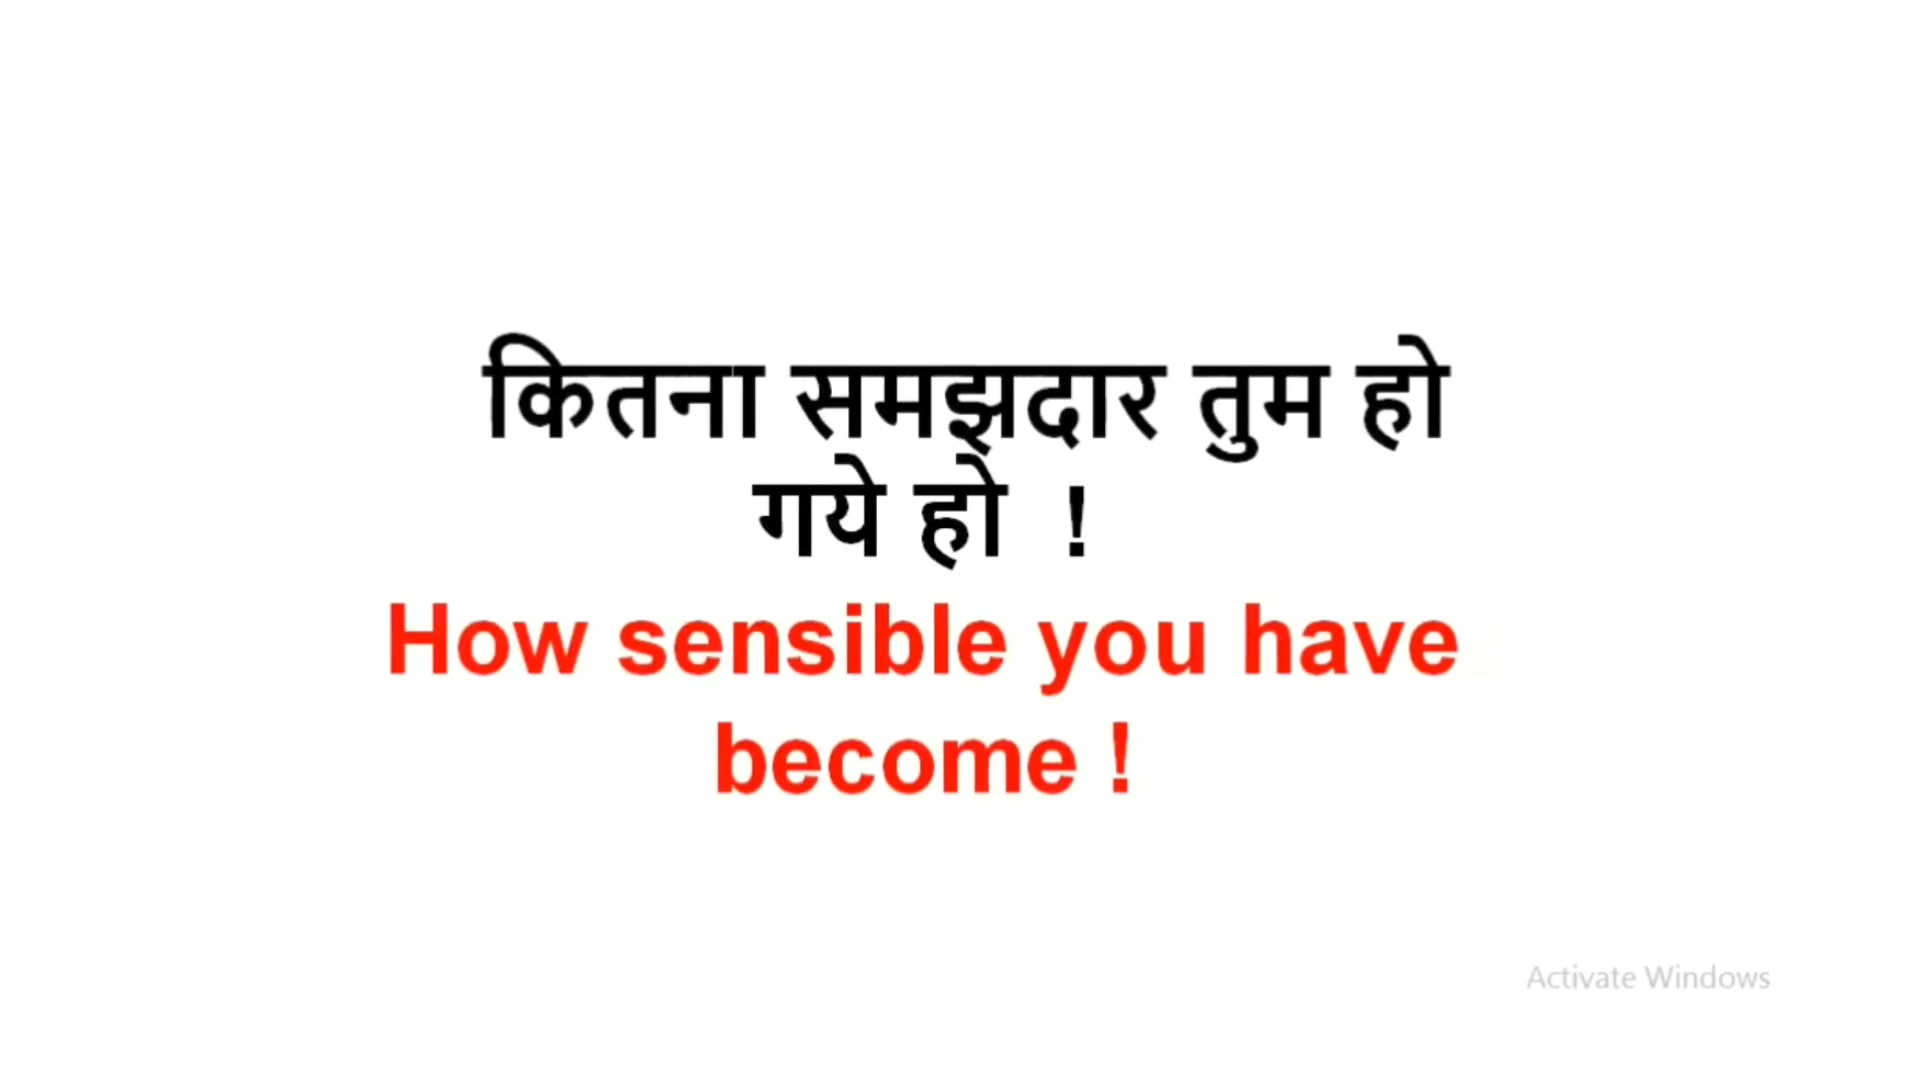 कितना समझदार तुम हो
गये हो !
How sensible you have
become !
Activate Windows